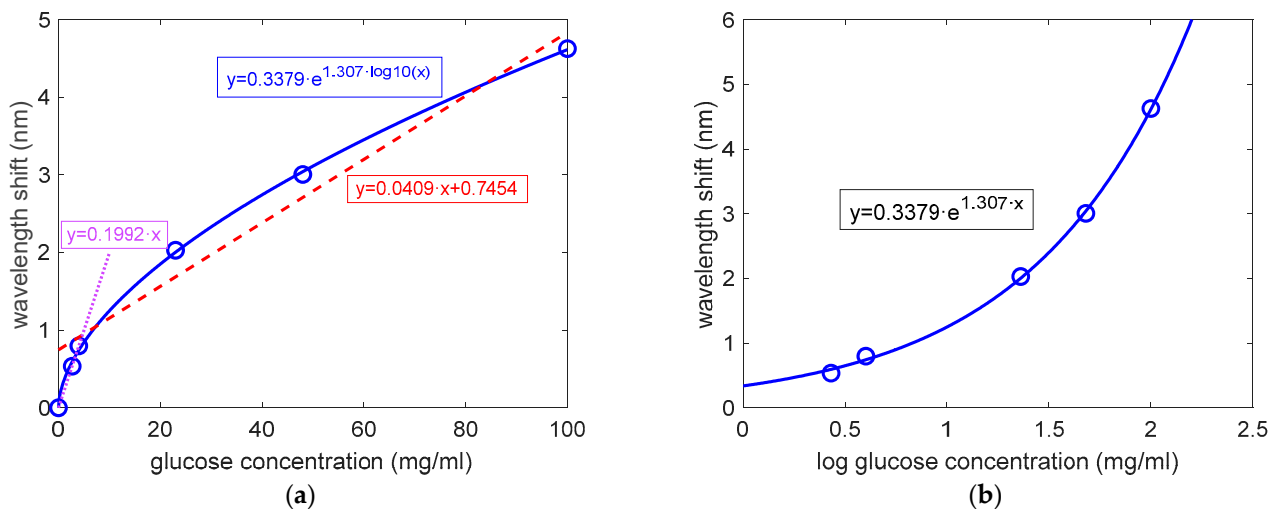 5
4
3
2
1
0
wavelength shift (nm)
y=0.3379·e^1.307·log10(x)
y=0.0409·x+0.7454
y=0.1992·x
0 20 40 60 80 100
glucose concentration (mg/ml)
(a)
6
5
4
3
2
1
0
wavelength shift (nm)
y=0.3379·e^1.307·x
0 0.5 1 1.5 2 2.5
log glucose concentration (mg/ml)
(b)